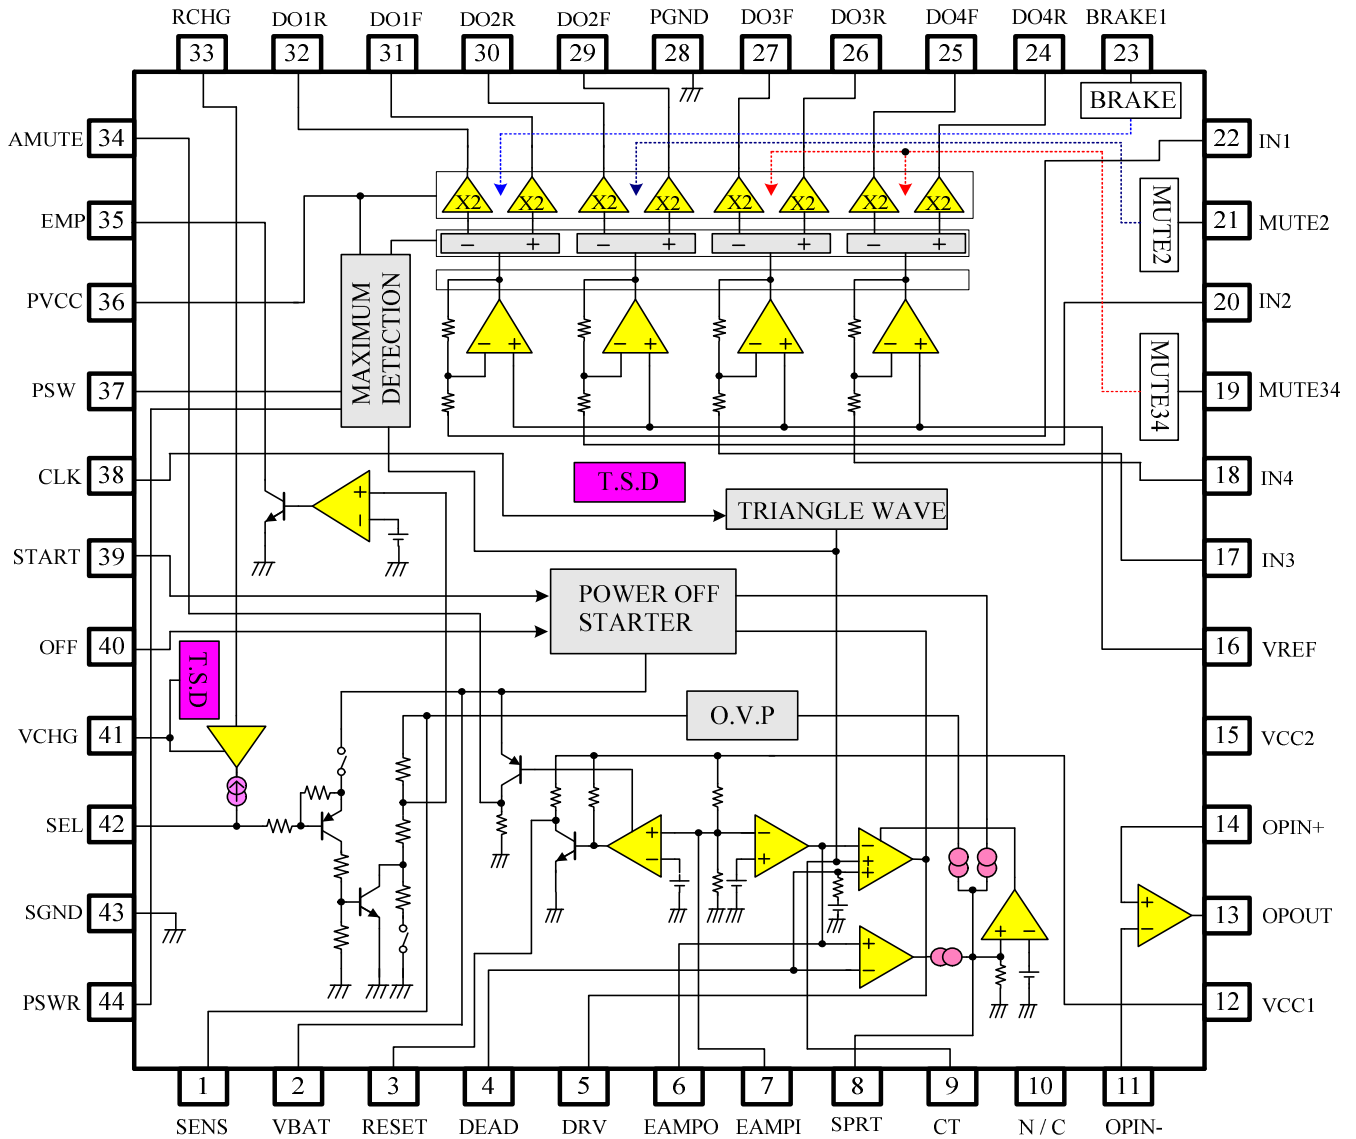 RCHG DO1R DO1F DO2R DO2F PGND DO3F DO3R DO4F DO4R BRAKE1
33 32 31 30 29 28 27 26 25 24 23
BRAKE
AMUTE 34
22 IN1
X2 X2 X2 X2 X2 X2 X2 X2
EMP 35
MUTE2
21 MUTE2
− + − + − + − +
MAXIMUM
DETECTION
PVCC 36
20 IN2
− + − + − + − +
PSW 37
MUTE34
19 MUTE34
CLK 38
T.S.D
18 IN4
+
−
TRIANGLE WAVE
START 39
17 IN3
POWER OFF
STARTER
OFF 40
16 VREF
T.S.D
O.V.P
VCHG 41
15 VCC2
SEL 42
14 OPIN+
+
−
−
+
−
+
+
SGND 43
13 OPOUT
+
−
+ −
+
−
PSWR 44
12 VCC1
1 2 3 4 5 6 7 8 9 10 11
SENS VBAT RESET DEAD DRV EAMPO EAMPI SPRT CT N / C OPIN-